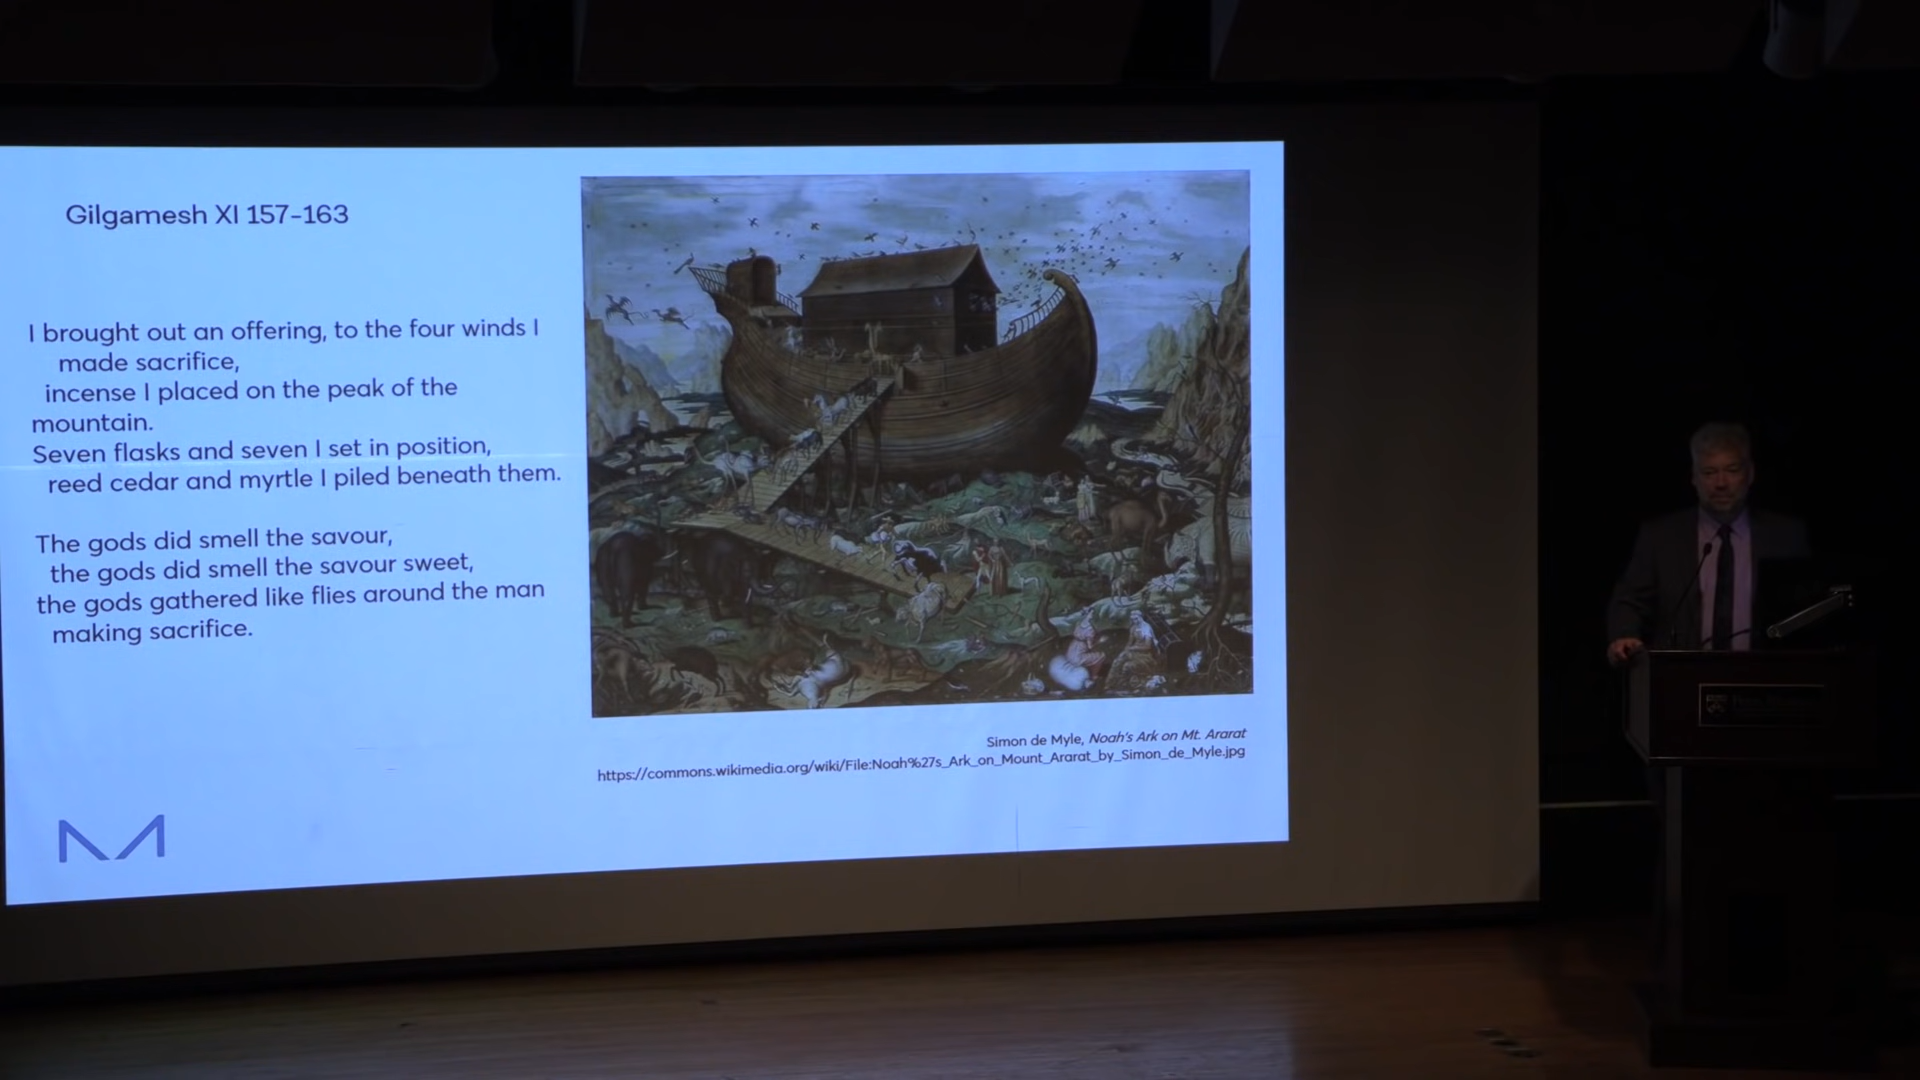 Gilgamesh XI 157-163
I brought out an offering, to the four winds I
made sacrifice,
incense I placed on the peak of the
mountain.
Seven flasks and seven I set in position,
reed cedar and myrtle I piled beneath them.
The gods did smell the savour,
the gods did smell the savour sweet,
the gods gathered like flies around the man
making sacrifice.
Simon de Myle, Noah's Ark on Mt. Ararat
https://commons.wikimedia.org/wiki/File:Noah%27s_Ark_on_Mount_Ararat_by_Simon_de_Myle.jpg